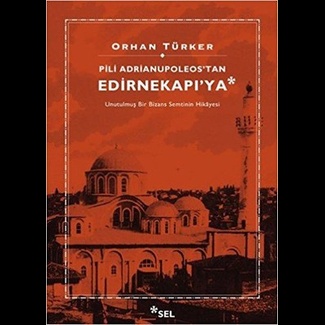 ORHAN TÜRKER
PİLİ ADRİANUPOLEOS'TAN
EDİRNEKAPI'YA*
Unutulmuş Bir Bizans Semtinin Hikâyesi
*SEL